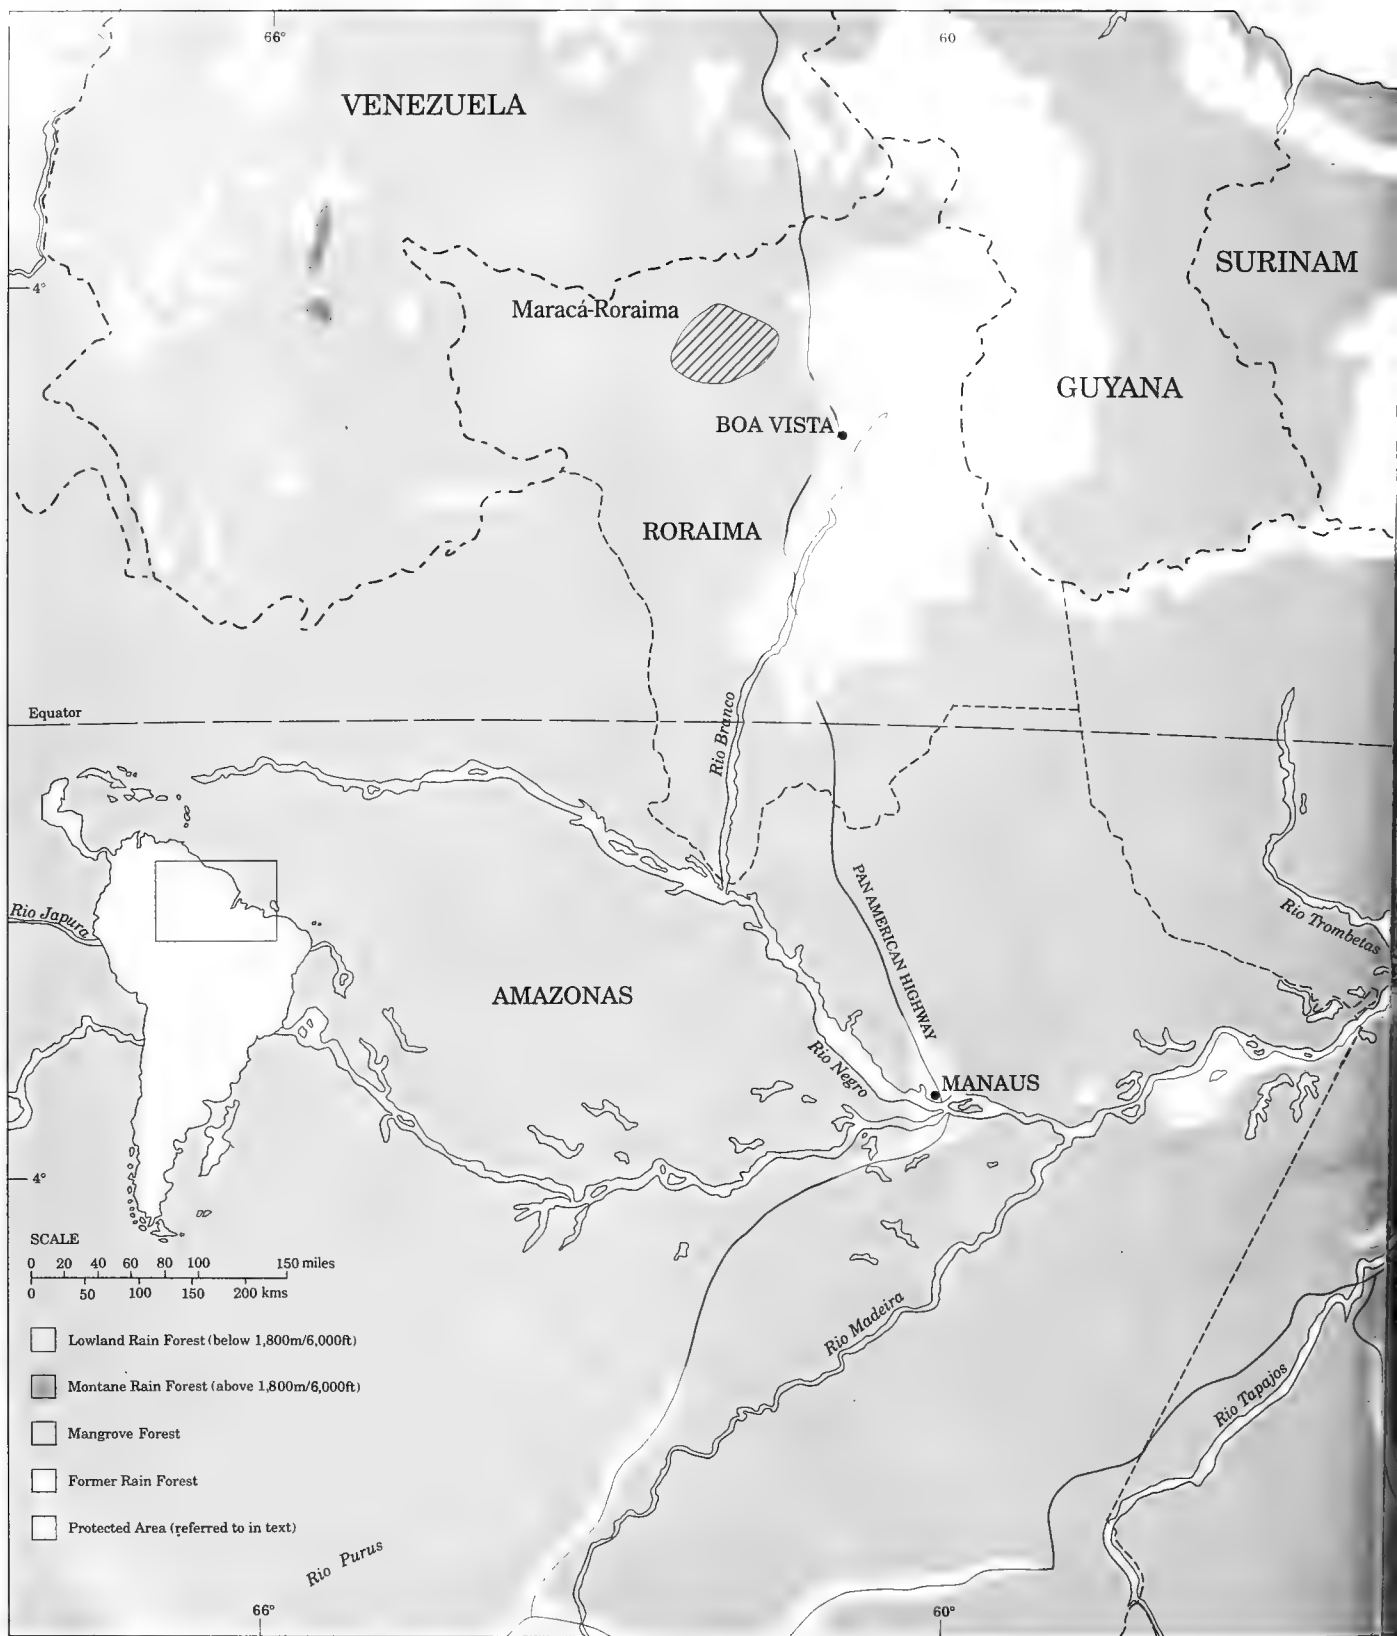 66°
60
VENEZUELA
SURINAM
4°
Maracá-Roraima
GUYANA
BOA VISTA
RORAIMA
Equator
Rio Branco
Rio Japura
PAN AMERICAN HIGHWAY
Rio Trombetas
AMAZONAS
Rio Negro
MANAUS
4°
SCALE
0 20 40 60 80 100 150 miles
0 50 100 150 200 kms
Rio Madeira
Rio Tapajos
Lowland Rain Forest (below 1,800m/6,000ft)
Montane Rain Forest (above 1,800m/6,000ft)
Mangrove Forest
Former Rain Forest
Protected Area (referred to in text)
Rio Purus
66°
60°